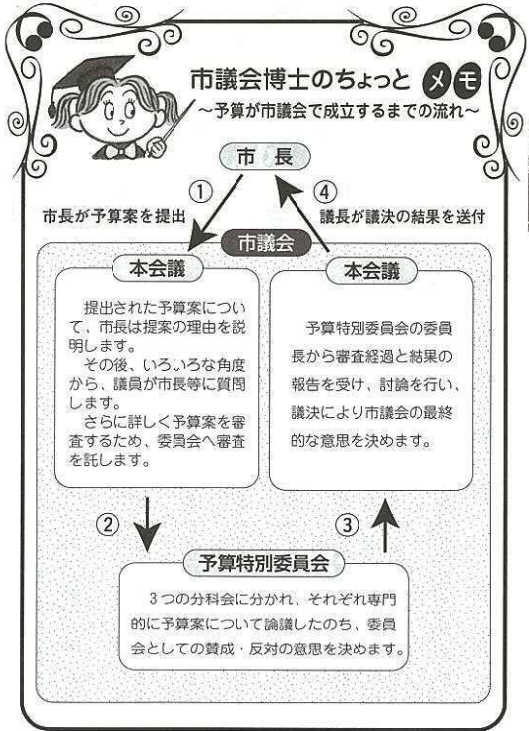 市議会博士のちょっとメモ
～予算が市議会で成立するまでの流れ～
市長
①
④
市長が予算案を提出
議長が議決の結果を送付
市議会
本会議
提出された予算案につい
て、市長は提案の理由を説
明します。
その後、いろいろな角度
から、議員が市長等に質問
します。
さらに詳しく予算案を審
査するため、委員会へ審査
を託します。
本会議
予算特別委員会の委員
長から審査経過と結果の
報告を受け、討論を行い、
議決により市議会の最終
的な意思を決めます。
②
③
予算特別委員会
3つの分科会に分かれ、それぞれ専門
的に予算案について論議したのち、委員
会としての賛成・反対の意思を決めます。